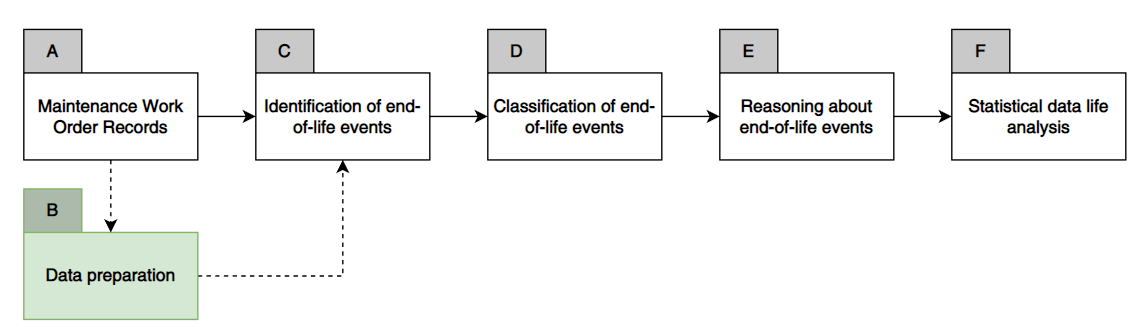 A
Maintenance Work
Order Records
C
Identification of end-
of-life events
D
Classification of end-
of-life events
E
Reasoning about
end-of-life events
F
Statistical data life
analysis
B
Data preparation